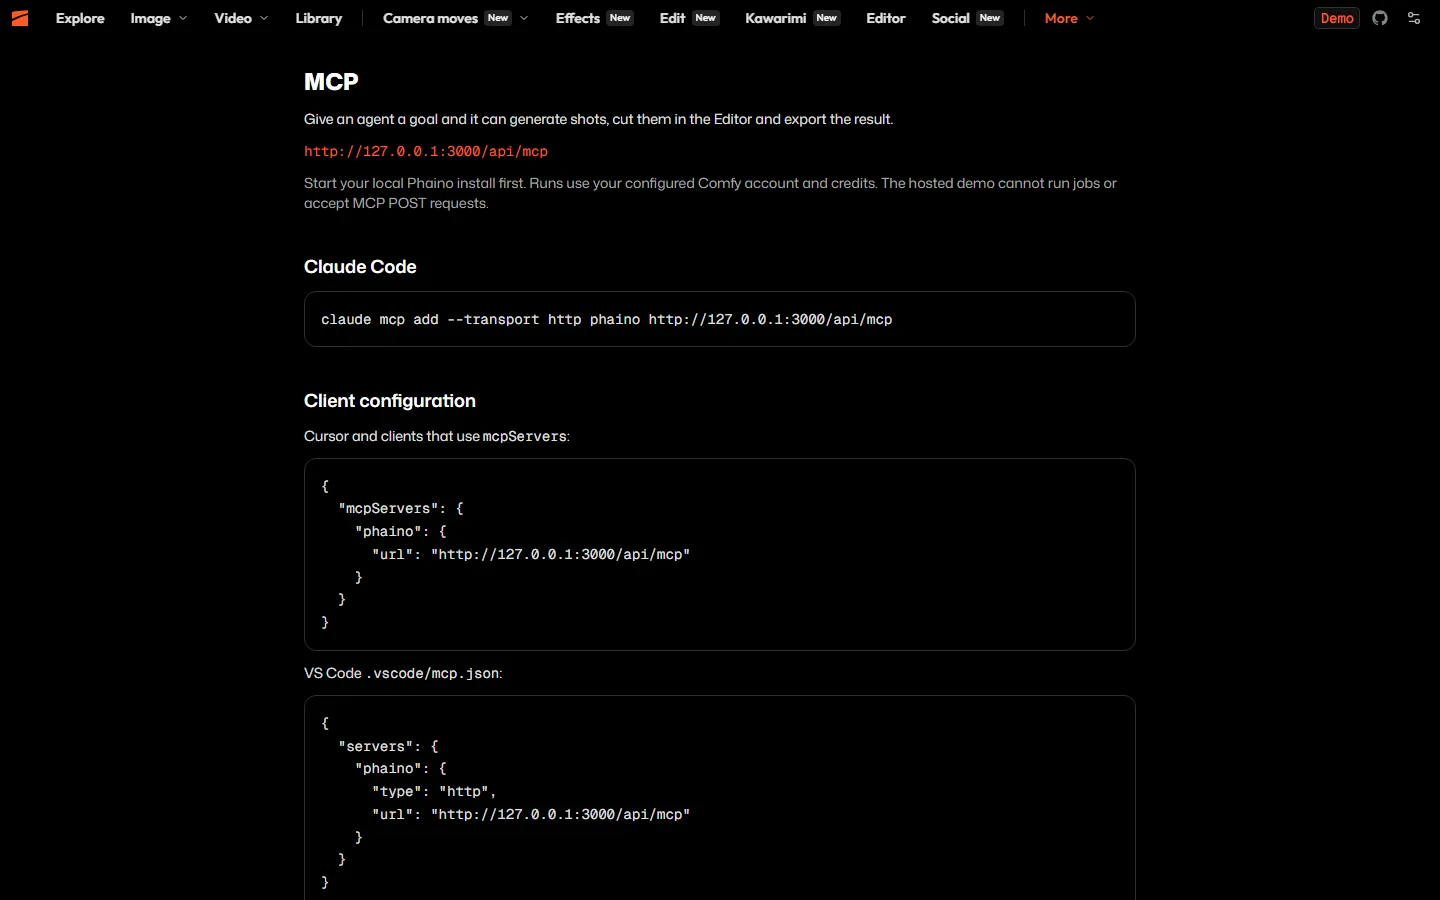 Explore Image Video Library Camera moves New Effects New Edit New Kawarimi New Editor Social New More Demo
MCP
Give an agent a goal and it can generate shots, cut them in the Editor and export the result.
http://127.0.0.1:3000/api/mcp
Start your local Phaino install first. Runs use your configured Comfy account and credits. The hosted demo cannot run jobs or
accept MCP POST requests.
Claude Code
claude mcp add --transport http phaino http://127.0.0.1:3000/api/mcp
Client configuration
Cursor and clients that use mcpServers:
{
  "mcpServers": {
    "phaino": {
      "url": "http://127.0.0.1:3000/api/mcp"
    }
  }
}
VS Code .vscode/mcp.json:
{
  "servers": {
    "phaino": {
      "type": "http",
      "url": "http://127.0.0.1:3000/api/mcp"
    }
  }
}